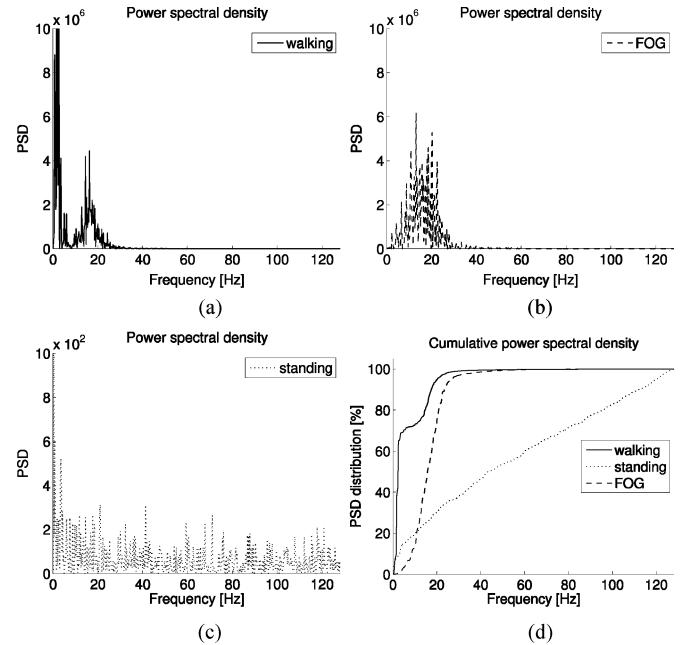 Power spectral density
10 x 10^6
walking
8
6
4
2
0
PSD
0 20 40 60 80 100 120
Frequency [Hz]
(a)
Power spectral density
10 x 10^6
FOG
8
6
4
2
0
PSD
0 20 40 60 80 100 120
Frequency [Hz]
(b)
Power spectral density
10 x 10^2
standing
8
6
4
2
0
PSD
0 20 40 60 80 100 120
Frequency [Hz]
(c)
Cumulative power spectral density
100
80
60
40
20
0
PSD distribution [%]
walking
standing
FOG
0 20 40 60 80 100 120
Frequency [Hz]
(d)